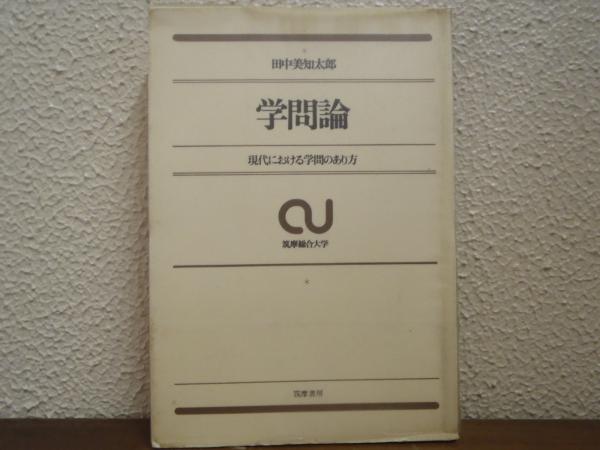 田中美知太郎
学問論
現代における学問のあり方
筑摩総合大学
筑摩書房